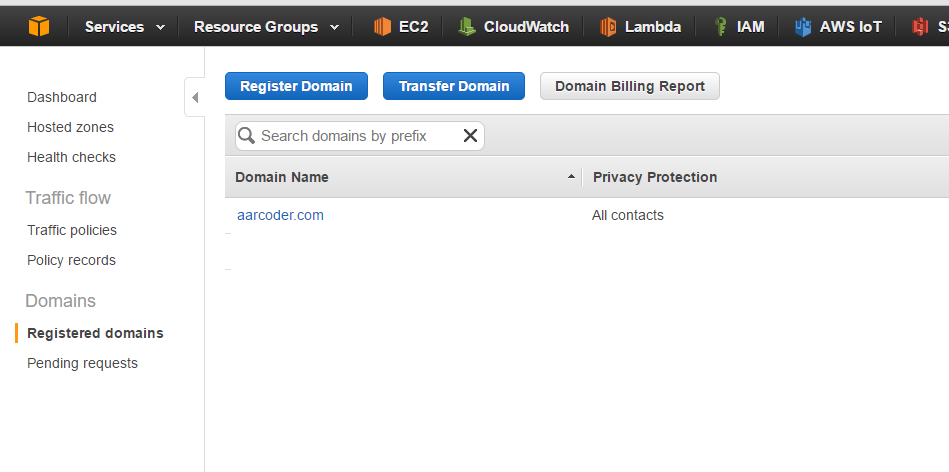 Services Resource Groups EC2 CloudWatch Lambda IAM AWS IoT S
Dashboard
Hosted zones
Health checks
Traffic flow
Traffic policies
Policy records
Domains
Registered domains
Pending requests
Register Domain Transfer Domain Domain Billing Report
Search domains by prefix
Domain Name Privacy Protection
aarcoder.com All contacts